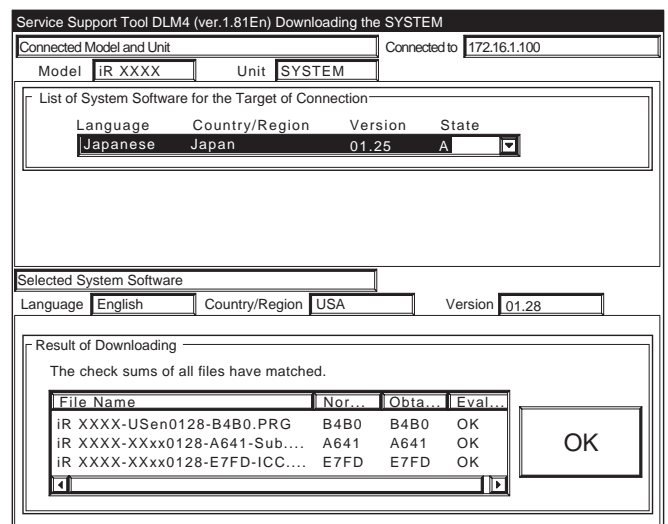 Service Support Tool DLM4 (ver.1.81En) Downloading the SYSTEM
Connected Model and Unit Connected to 172.16.1.100
Model iR XXXX Unit SYSTEM
List of System Software for the Target of Connection
Language Country/Region Version State
Japanese Japan 01.25 A
Selected System Software
Language English Country/Region USA Version 01.28
Result of Downloading
The check sums of all files have matched.
File Name Nor... Obta... Eval...
iR XXXX-USen0128-B4B0.PRG B4B0 B4B0 OK
iR XXXX-XXxx0128-A641-Sub.... A641 A641 OK
iR XXXX-XXxx0128-E7FD-ICC.... E7FD E7FD OK
OK